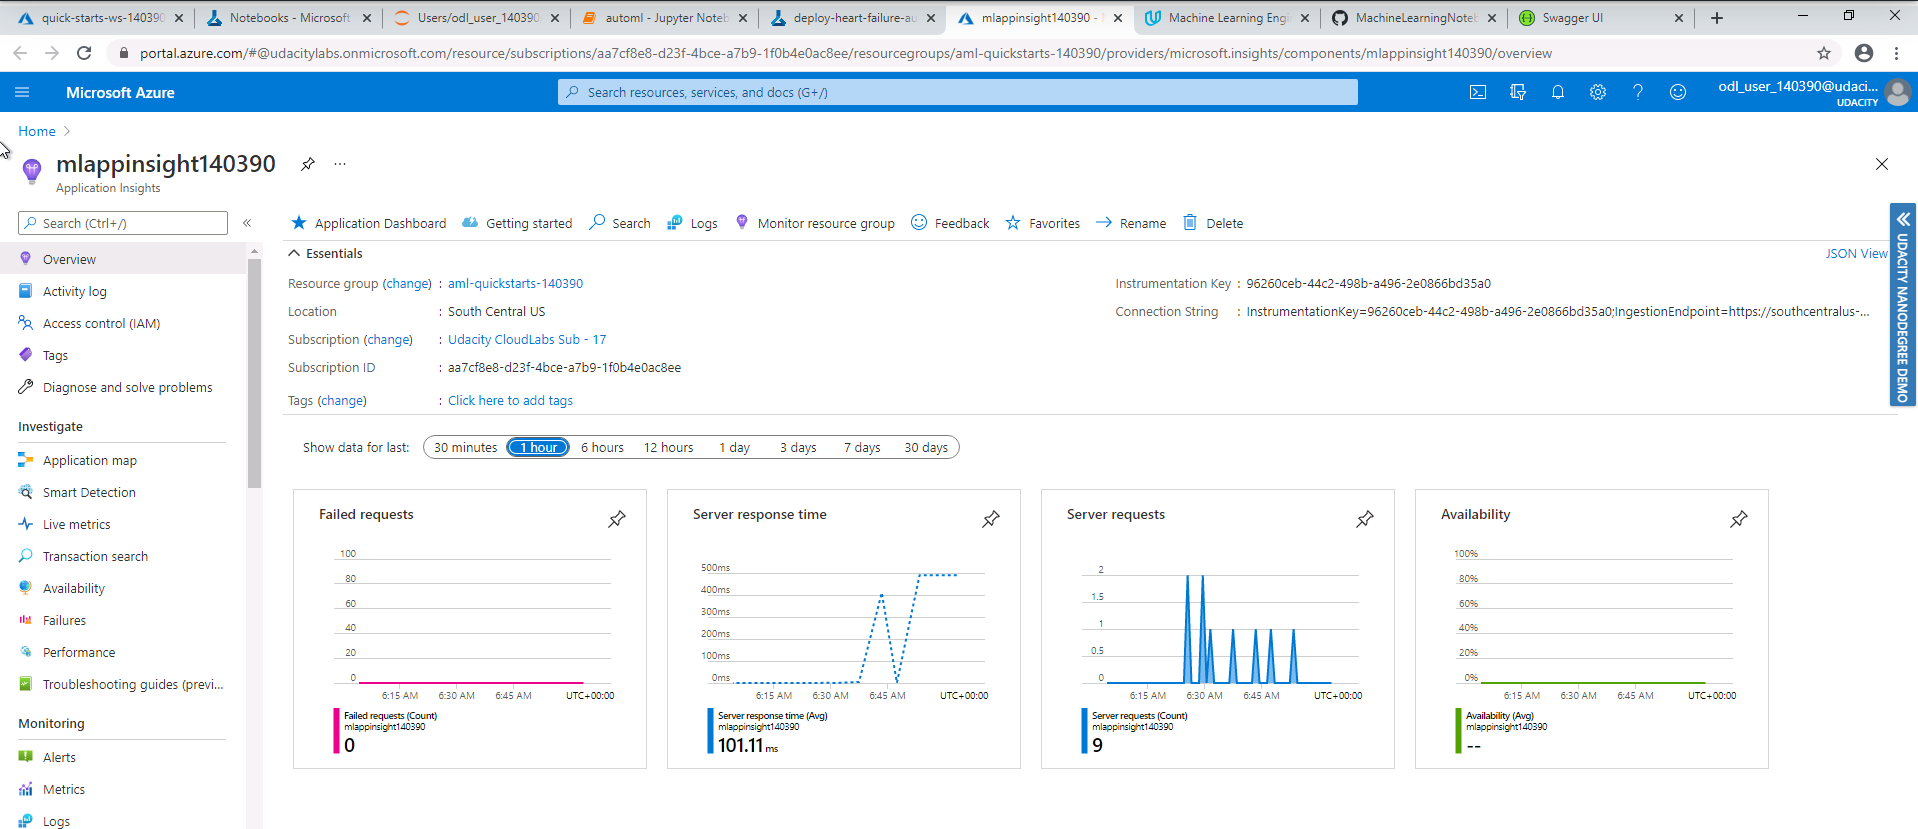 quick-starts-ws-140390
Notebooks - Microsoft
Users/odl_user_140390
automl - Jupyter Noteb
deploy-heart-failure-au
mlappinsight140390 -
Machine Learning Engi
MachineLearningNoteb
Swagger UI
portal.azure.com/#@udacitylabs.onmicrosoft.com/resource/subscriptions/aa7cf8e8-d23f-4bce-a7b9-1f0b4e0ac8ee/resourcegroups/aml-quickstarts-140390/providers/microsoft.insights/components/mlappinsight140390/overview
Microsoft Azure
Search resources, services, and docs (G+/)
odl_user_140390@udaci...
UDACITY
Home
mlappinsight140390
Application Insights
Search (Ctrl+/)
Overview
Activity log
Access control (IAM)
Tags
Diagnose and solve problems
Investigate
Application map
Smart Detection
Live metrics
Transaction search
Availability
Failures
Performance
Troubleshooting guides (previ...
Monitoring
Alerts
Metrics
Logs
Application Dashboard
Getting started
Search
Logs
Monitor resource group
Feedback
Favorites
Rename
Delete
Essentials
JSON View
Resource group (change) : aml-quickstarts-140390
Location : South Central US
Subscription (change) : Udacity CloudLabs Sub - 17
Subscription ID : aa7cf8e8-d23f-4bce-a7b9-1f0b4e0ac8ee
Tags (change) : Click here to add tags
Instrumentation Key : 96260ceb-44c2-498b-a496-2e0866bd35a0
Connection String : InstrumentationKey=96260ceb-44c2-498b-a496-2e0866bd35a0;IngestionEndpoint=https://southcentralus-...
UDACITY NANODEGREE DEMO
Show data for last: 30 minutes 1 hour 6 hours 12 hours 1 day 3 days 7 days 30 days
Failed requests
100
80
60
40
20
0
6:15 AM 6:30 AM 6:45 AM UTC+00:00
Failed requests (Count)
mlappinsight140390
0
Server response time
500ms
400ms
300ms
200ms
100ms
0ms
6:15 AM 6:30 AM 6:45 AM UTC+00:00
Server response time (Avg)
mlappinsight140390
101.11 ms
Server requests
2
1.5
1
0.5
0
6:15 AM 6:30 AM 6:45 AM UTC+00:00
Server requests (Count)
mlappinsight140390
9
Availability
100%
80%
60%
40%
20%
0%
6:15 AM 6:30 AM 6:45 AM UTC+00:00
Availability (Avg)
mlappinsight140390
--